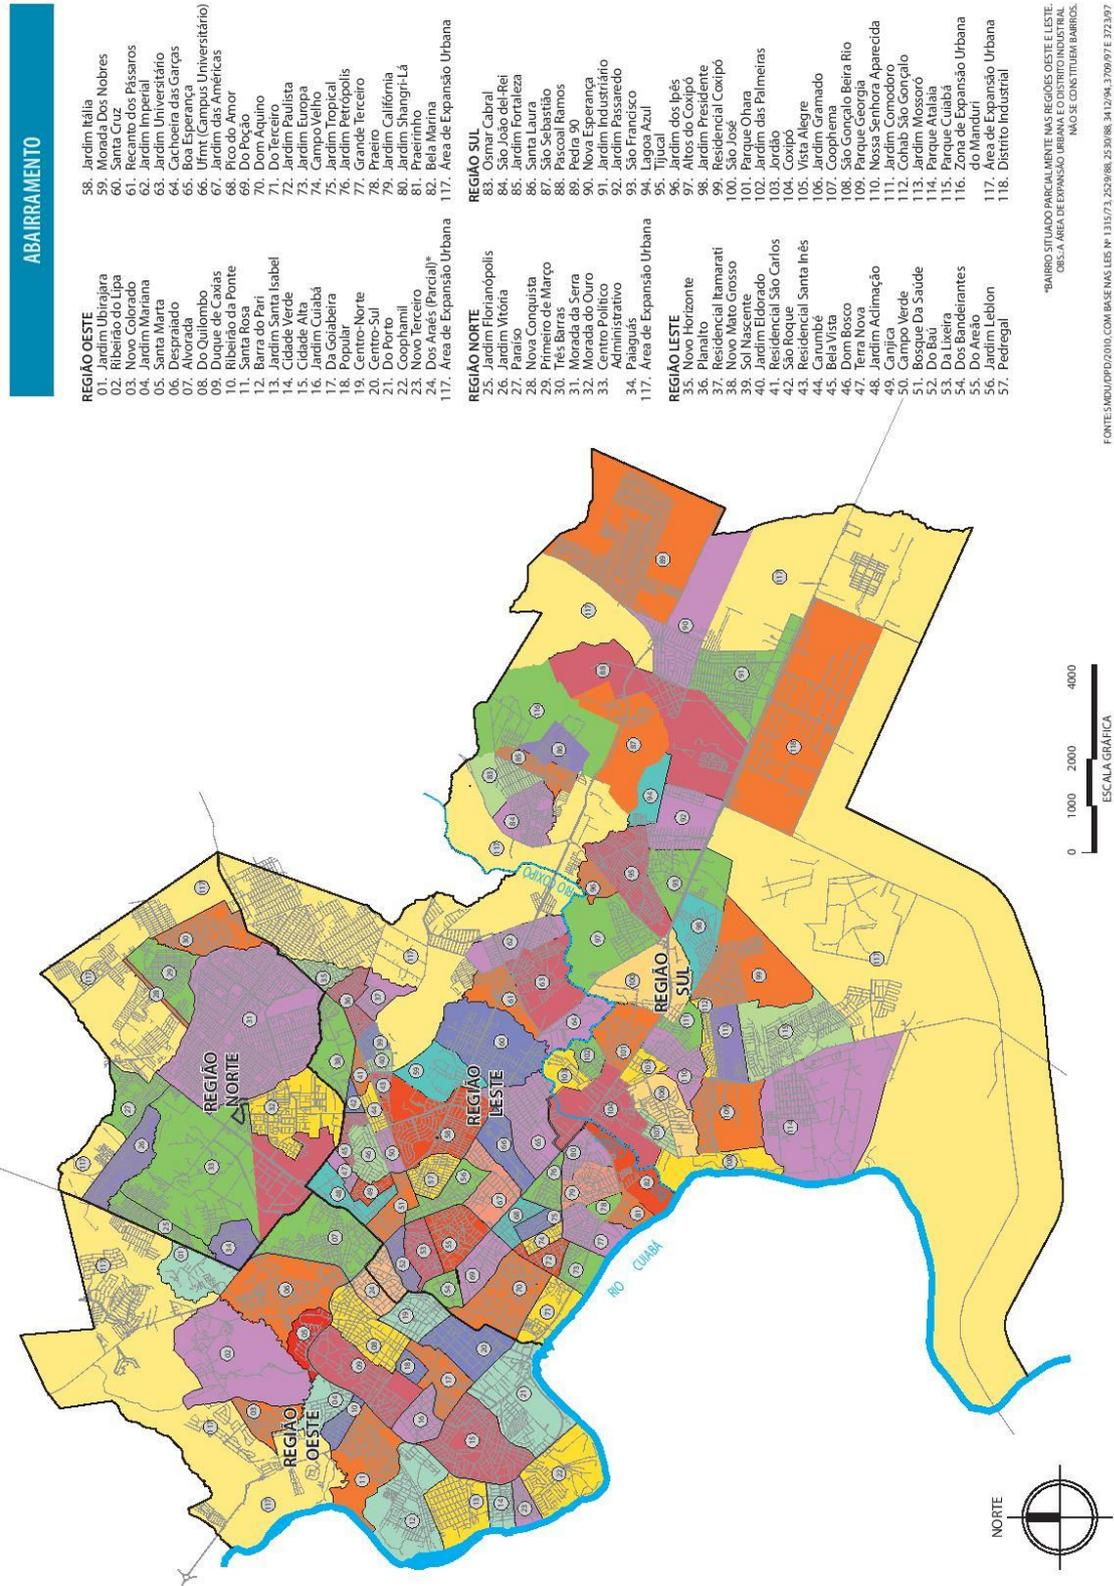 ABAIRRAMENTO
REGIÃO OESTE
01. Jardim Ubirajara
02. Ribeirão do Lipa
03. Novo Colorado
04. Jardim Mariana
05. Santa Marta
06. Despraiado
07. Alvorada
08. Do Quilombo
09. Duque de Caxias
10. Ribeirão da Ponte
11. Santa Rosa
12. Barra do Pari
13. Jardim Santa Isabel
14. Cidade Verde
15. Cidade Alta
16. Jardim Cuiabá
17. Da Goiabeira
18. Popular
19. Centro-Norte
20. Centro-Sul
21. Do Porto
22. Coophamil
23. Novo Terceiro
24. Dos Araés (Parcial)*
117. Área de Expansão Urbana
REGIÃO NORTE
25. Jardim Florianópolis
26. Jardim Vitória
27. Paraíso
28. Nova Conquista
29. Primeiro de Março
30. Três Barras
31. Morada da Serra
32. Morada do Ouro
33. Centro Político
Administrativo
34. Paiaguás
117. Área de Expansão Urbana
REGIÃO LESTE
35. Novo Horizonte
36. Planalto
37. Residencial Itamarati
38. Novo Mato Grosso
39. Sol Nascente
40. Jardim Eldorado
41. Residencial São Carlos
42. São Roque
43. Residencial Santa Inês
44. Carumbé
45. Bela Vista
46. Dom Bosco
47. Terra Nova
48. Jardim Aclimação
49. Canjica
50. Campo Verde
51. Bosque Da Saúde
52. Do Baú
53. Da Lixeira
54. Dos Bandeirantes
55. Do Areão
56. Jardim Leblon
57. Pedregal
58. Jardim Itália
59. Morada Dos Nobres
60. Santa Cruz
61. Recanto dos Pássaros
62. Jardim Imperial
63. Jardim Universitário
64. Cachoeira das Garças
65. Boa Esperança
66. Ufmt (Campus Universitário)
67. Jardim das Américas
68. Pico do Amor
69. Do Poção
70. Dom Aquino
71. Do Terceiro
72. Jardim Paulista
73. Jardim Europa
74. Campo Velho
75. Jardim Tropical
76. Jardim Petrópolis
77. Grande Terceiro
78. Praeiro
79. Jardim Califórnia
80. Jardim Shangri-Lá
81. Praeirinho
82. Bela Marina
117. Área de Expansão Urbana
REGIÃO SUL
83. Osmar Cabral
84. São João del-Rei
85. Jardim Fortaleza
86. Santa Laura
87. São Sebastião
88. Pascoal Ramos
89. Pedra 90
90. Nova Esperança
91. Jardim Industriário
92. Jardim Passaredo
93. São Francisco
94. Lagoa Azul
95. Tijucal
96. Jardim dos Ipês
97. Altos do Coxipó
98. Jardim Presidente
99. Residencial Coxipó
100. São José
101. Parque Ohara
102. Jardim das Palmeiras
103. Jordão
104. Coxipó
105. Vista Alegre
106. Jardim Gramado
107. Coophema
108. São Gonçalo Beira Rio
109. Parque Georgia
110. Nossa Senhora Aparecida
111. Jardim Comodoro
112. Cohab São Gonçalo
113. Jardim Mossoró
114. Parque Atalaia
115. Parque Cuiabá
116. Zona de Expansão Urbana
do Manduri
117. Área de Expansão Urbana
118. Distrito Industrial
*BAIRRO SITUADO PARCIALMENTE NAS REGIÕES OESTE E LESTE.
OBS.: A ÁREA DE EXPANSÃO URBANA E O DISTRITO INDUSTRIAL
NÃO SE CONSTITUEM BAIRROS.
FONTE: SMDU/DPD/2010, COM BASE NAS LEIS Nº 1315/73, 2529/88, 2530/88, 3412/94, 3709/97 E 3723/97
REGIÃO
NORTE
REGIÃO
OESTE
REGIÃO
LESTE
REGIÃO
SUL
RIO COXIPÓ
RIO CUIABÁ
NORTE
0 1000 2000 4000
ESCALA GRÁFICA